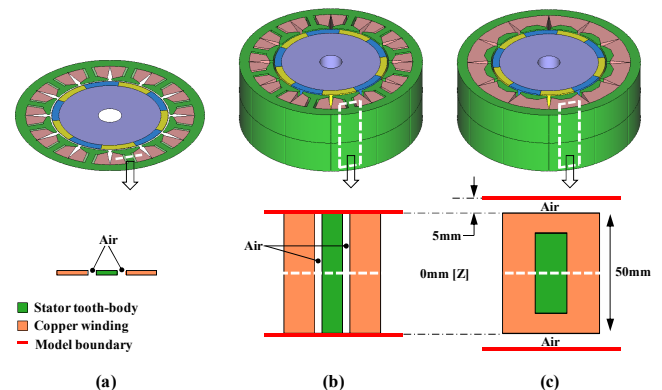 Air
Air
5mm
0mm [Z]
Air
50mm
Air
Stator tooth-body
Copper winding
Model boundary
(a)
(b)
(c)